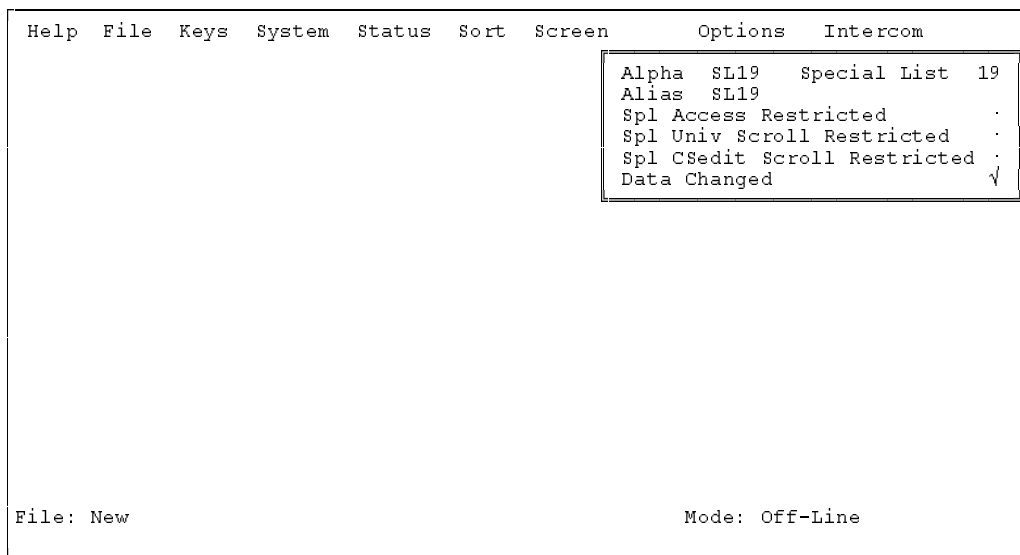 Help File Keys System Status Sort Screen Options Intercom
Alpha SL19 Special List 19
Alias SL19
Spl Access Restricted ·
Spl Univ Scroll Restricted ·
Spl CSedit Scroll Restricted ·
Data Changed √
File: New Mode: Off-Line